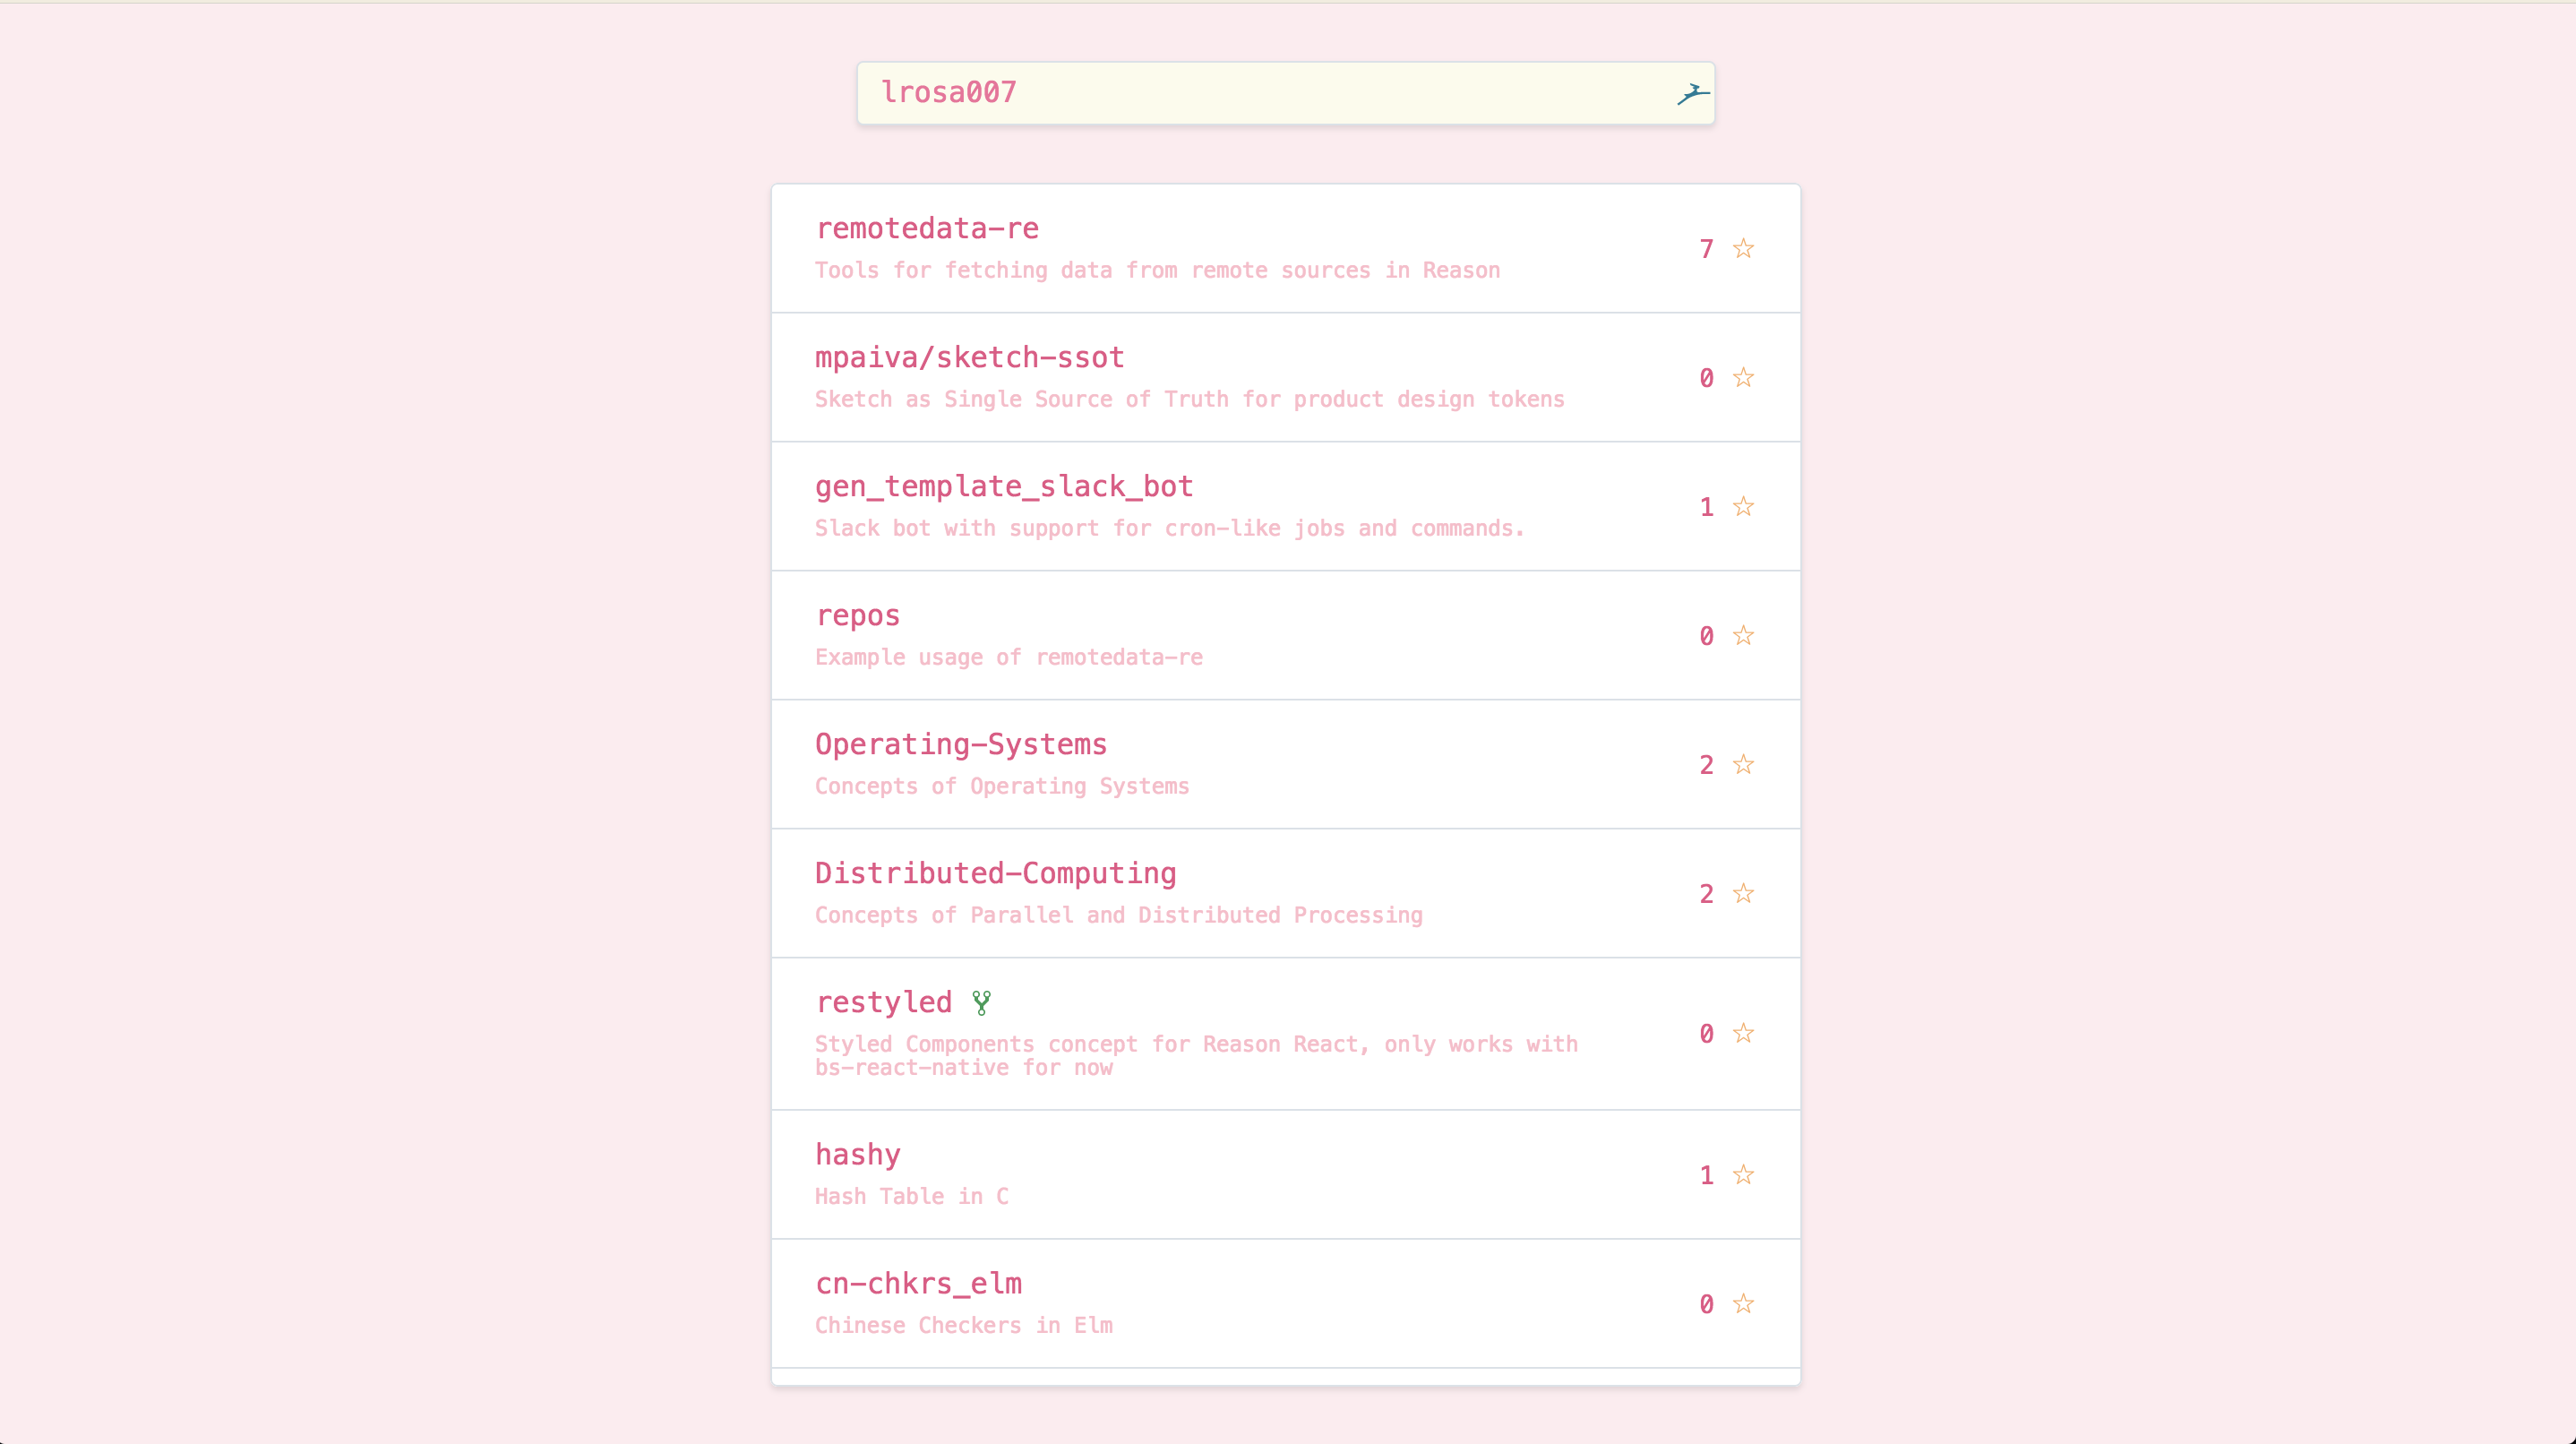 lrosa007
remotedata-re
7 ☆
Tools for fetching data from remote sources in Reason
mpaiva/sketch-ssot
0 ☆
Sketch as Single Source of Truth for product design tokens
gen_template_slack_bot
1 ☆
Slack bot with support for cron-like jobs and commands.
repos
0 ☆
Example usage of remotedata-re
Operating-Systems
2 ☆
Concepts of Operating Systems
Distributed-Computing
2 ☆
Concepts of Parallel and Distributed Processing
restyled
0 ☆
Styled Components concept for Reason React, only works with
bs-react-native for now
hashy
1 ☆
Hash Table in C
cn-chkrs_elm
0 ☆
Chinese Checkers in Elm